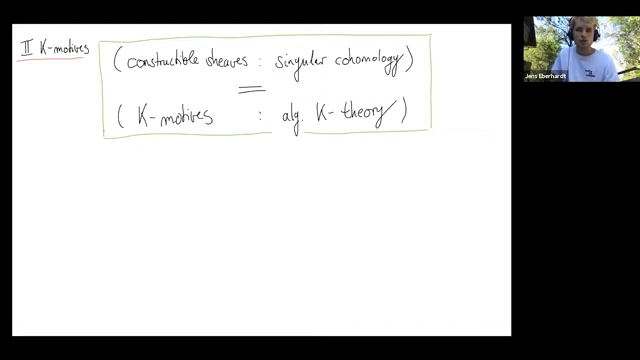 II K-motives
(constructible sheaves : singular cohomology)
=
(K-motives : alg. K-theory)
Jens Eberhardt